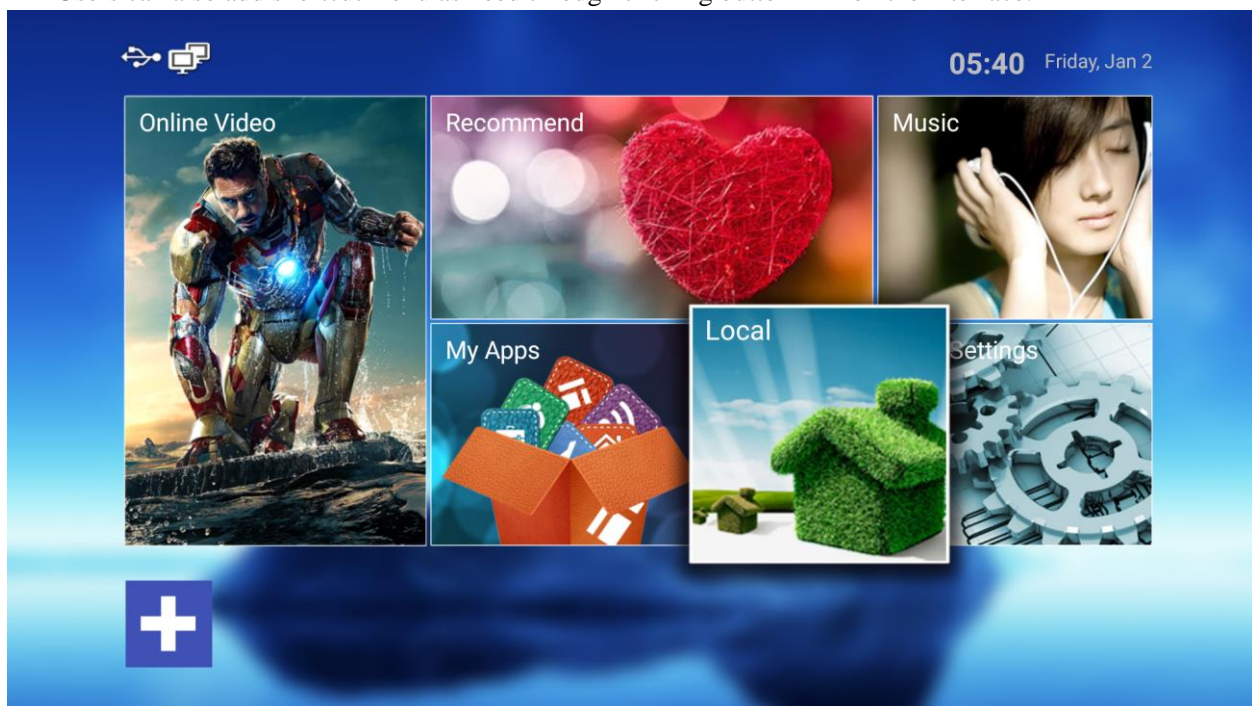 05:40 Friday, Jan 2
Online Video
Recommend
Music
My Apps
Local
Settings